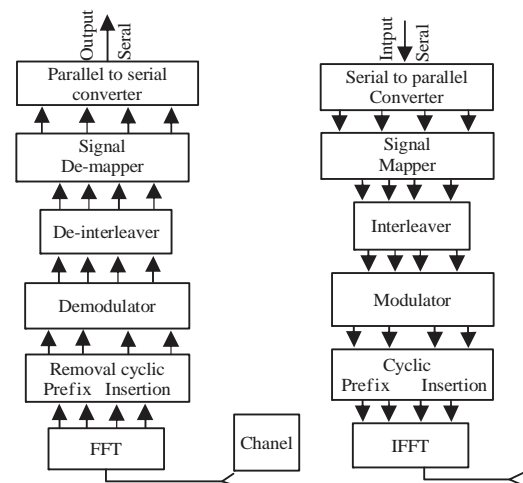 Output
Seral
Parallel to serial
converter
Signal
De-mapper
De-interleaver
Demodulator
Removal cyclic
Prefix Insertion
FFT
Chanel
Intput
Seral
Serial to parallel
Converter
Signal
Mapper
Interleaver
Modulator
Cyclic
Prefix Insertion
IFFT